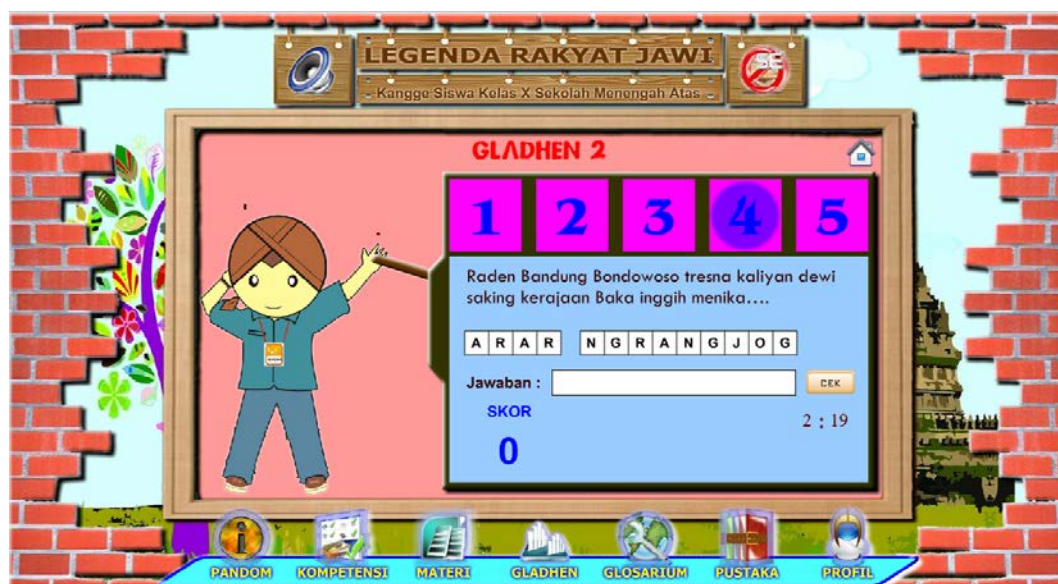 LEGENDA RAKYAT JAWI
Kangge Siswa Kelas X Sekolah Menengah Atas
SE
GLADHEN 2
1 2 3 4 5
Raden Bandung Bondowoso tresna kaliyan dewi
saking kerajaan Baka inggih menika....
A R A R N G R A N G J O G
Jawaban :
CEK
SKOR
2 : 19
0
PANDOM KOMPETENSI MATERI GLADHEN GLOSARIUM PUSTAKA PROFIL